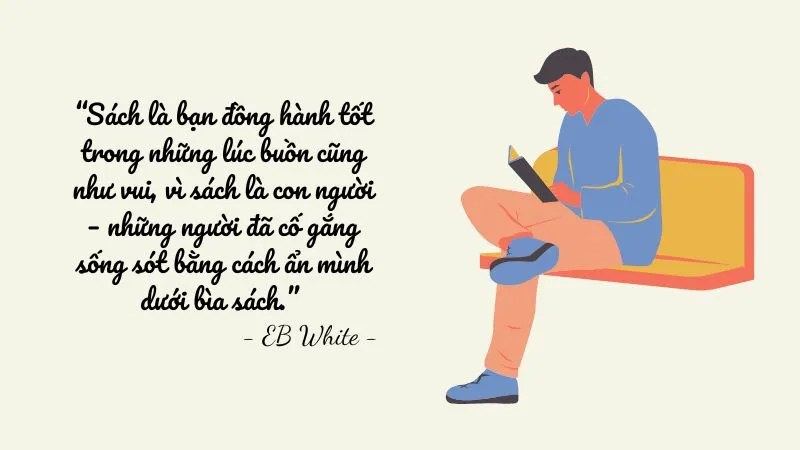 “Sách là bạn đồng hành tốt
trong những lúc buồn cũng
như vui, vì sách là con người
– những người đã cố gắng
sống sót bằng cách ẩn mình
dưới bìa sách.”
- EB White -